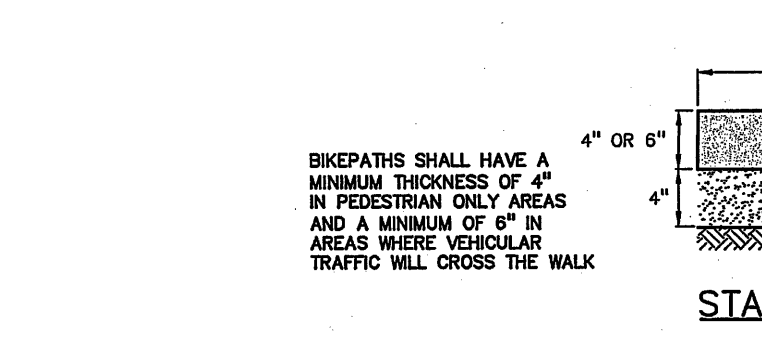 4" OR 6"
BIKEPATHS SHALL HAVE A
MINIMUM THICKNESS OF 4"
IN PEDESTRIAN ONLY AREAS
AND A MINIMUM OF 6" IN
AREAS WHERE VEHICULAR
TRAFFIC WILL CROSS THE WALK
4"
STA